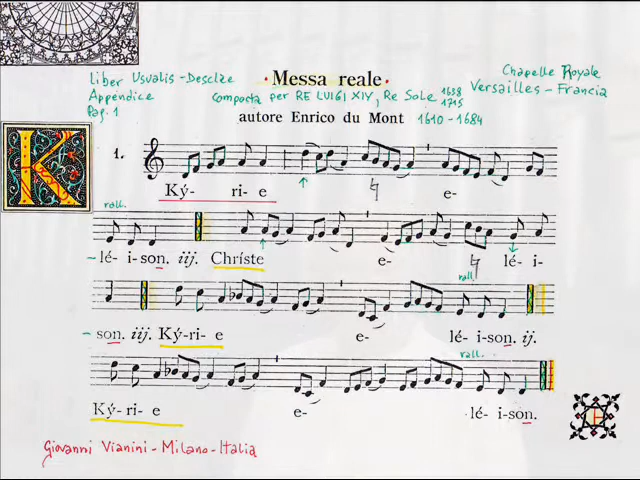 Liber Usualis - Desclze
Appendice
Pag. 1
· Messa reale ·
composta per RE LUIGI XIV, Re Sole 1638 1715
Chapelle Royale
Versailles - Francia
autore Enrico du Mont 1610 - 1684
K
1.
Ký- ri- e e-
rall.
- lé- i- son. iij. Christe e- lé- i-
rall.
- son. iij. Ký-ri- e e- lé- i-son. ij.
rall.
Ký- ri- e e- lé- i-son.
Giovanni Vianini - Milano - Italia